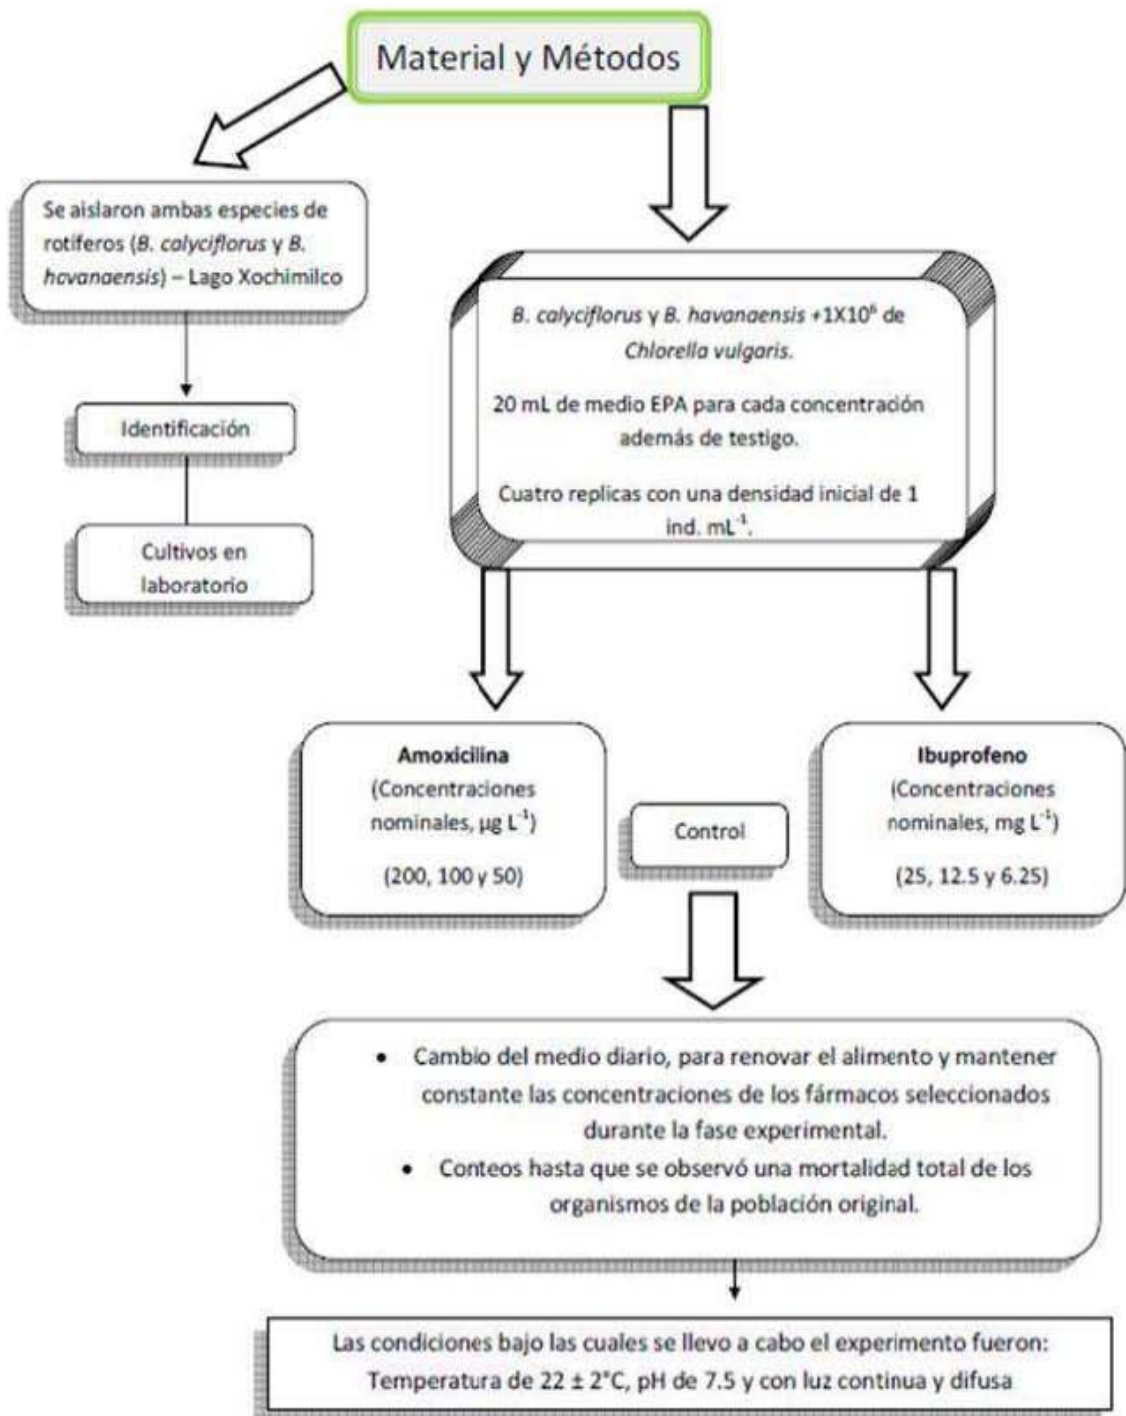 Material y Métodos
Se aislaron ambas especies de
rotíferos (B. calyciflorus y B.
havanaensis) – Lago Xochimilco
Identificación
Cultivos en
laboratorio
B. calyciflorus y B. havanaensis +1X10⁶ de
Chlorella vulgaris.
20 mL de medio EPA para cada concentración
además de testigo.
Cuatro replicas con una densidad inicial de 1
ind. mL⁻¹.
Amoxicilina
(Concentraciones
nominales, µg L⁻¹)
(200, 100 y 50)
Control
Ibuprofeno
(Concentraciones
nominales, mg L⁻¹)
(25, 12.5 y 6.25)
• Cambio del medio diario, para renovar el alimento y mantener
constante las concentraciones de los fármacos seleccionados
durante la fase experimental.
• Conteos hasta que se observó una mortalidad total de los
organismos de la población original.
Las condiciones bajo las cuales se llevo a cabo el experimento fueron:
Temperatura de 22 ± 2°C, pH de 7.5 y con luz continua y difusa